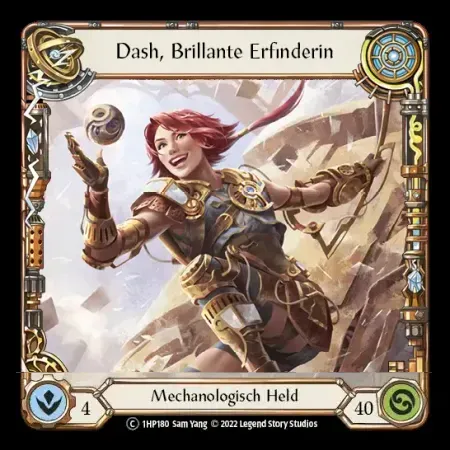 Dash, Brillante Erfinderin
4
Mechanologisch Held
40
© 1HP180 Sam Yang © 2022 Legend Story Studios